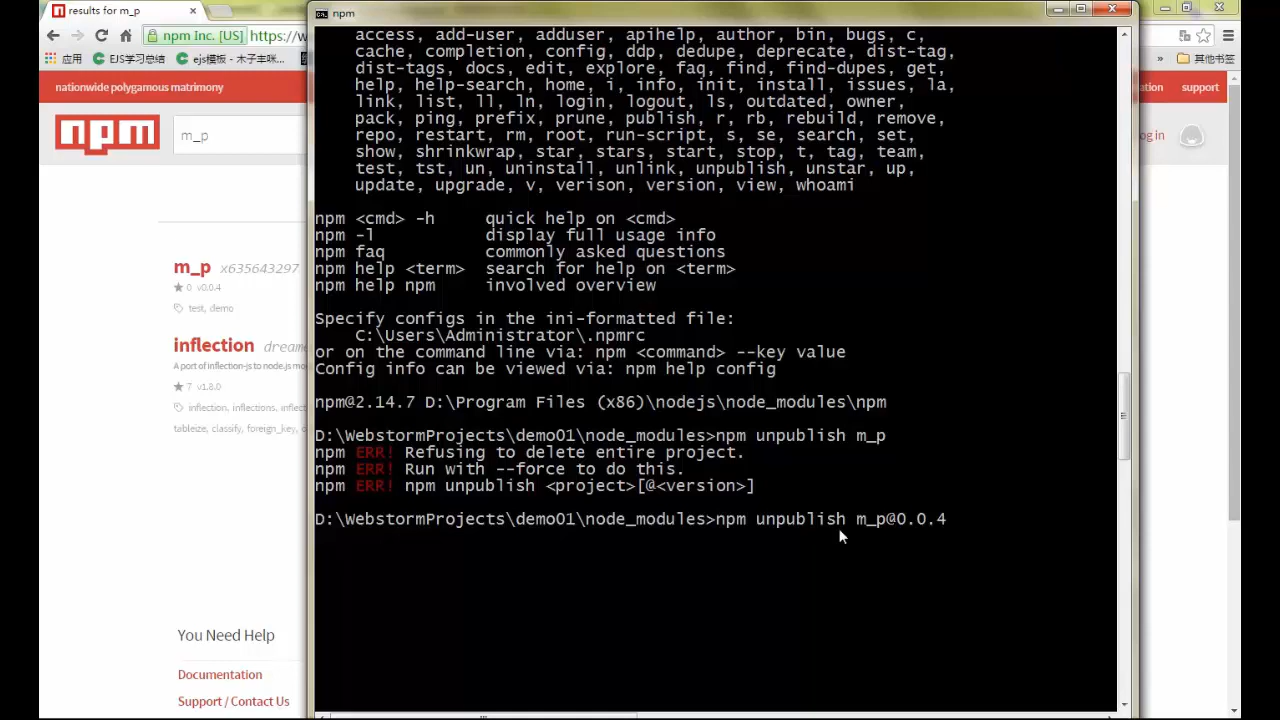 results for m_p
npm
npm Inc. [US]
https://w
应用
EJS学习总结
ejs模板 - 木子丰咪...
»
其他书签
nationwide polygamous matrimony
ation
support
npm
m_p
og in
m_p x635643297
0 v0.0.4
test, demo
inflection dreame
A port of inflection-js to node.js mo
7 v1.8.0
inflection, inflections, inflec
tableize, classify, foreign_key, o
You Need Help
Documentation
Support / Contact Us
access, add-user, adduser, apihelp, author, bin, bugs, c,
cache, completion, config, ddp, dedupe, deprecate, dist-tag,
dist-tags, docs, edit, explore, faq, find, find-dupes, get,
help, help-search, home, i, info, init, install, issues, la,
link, list, ll, ln, login, logout, ls, outdated, owner,
pack, ping, prefix, prune, publish, r, rb, rebuild, remove,
repo, restart, rm, root, run-script, s, se, search, set,
show, shrinkwrap, star, stars, start, stop, t, tag, team,
test, tst, un, uninstall, unlink, unpublish, unstar, up,
update, upgrade, v, verison, version, view, whoami
npm <cmd> -h quick help on <cmd>
npm -l display full usage info
npm faq commonly asked questions
npm help <term> search for help on <term>
npm help npm involved overview
Specify configs in the ini-formatted file:
C:\Users\Administrator\.npmrc
or on the command line via: npm <command> --key value
Config info can be viewed via: npm help config
npm@2.14.7 D:\Program Files (x86)\nodejs\node_modules\npm
D:\WebstormProjects\demo01\node_modules>npm unpublish m_p
npm ERR! Refusing to delete entire project.
npm ERR! Run with --force to do this.
npm ERR! npm unpublish <project>[@<version>]
D:\WebstormProjects\demo01\node_modules>npm unpublish m_p@0.0.4